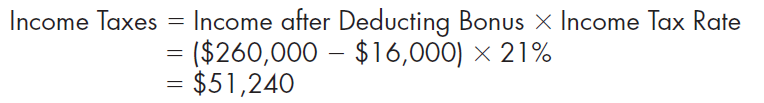 Income Taxes = Income after Deducting Bonus × Income Tax Rate
= ($260,000 − $16,000) × 21%
= $51,240